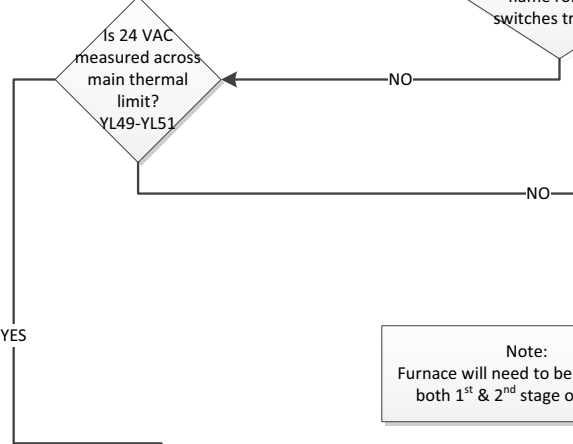 Is 24 VAC
measured across
main thermal
limit?
YL49-YL51
switches
NO
NO
YES
Note:
Furnace will need to be
both 1st & 2nd stage